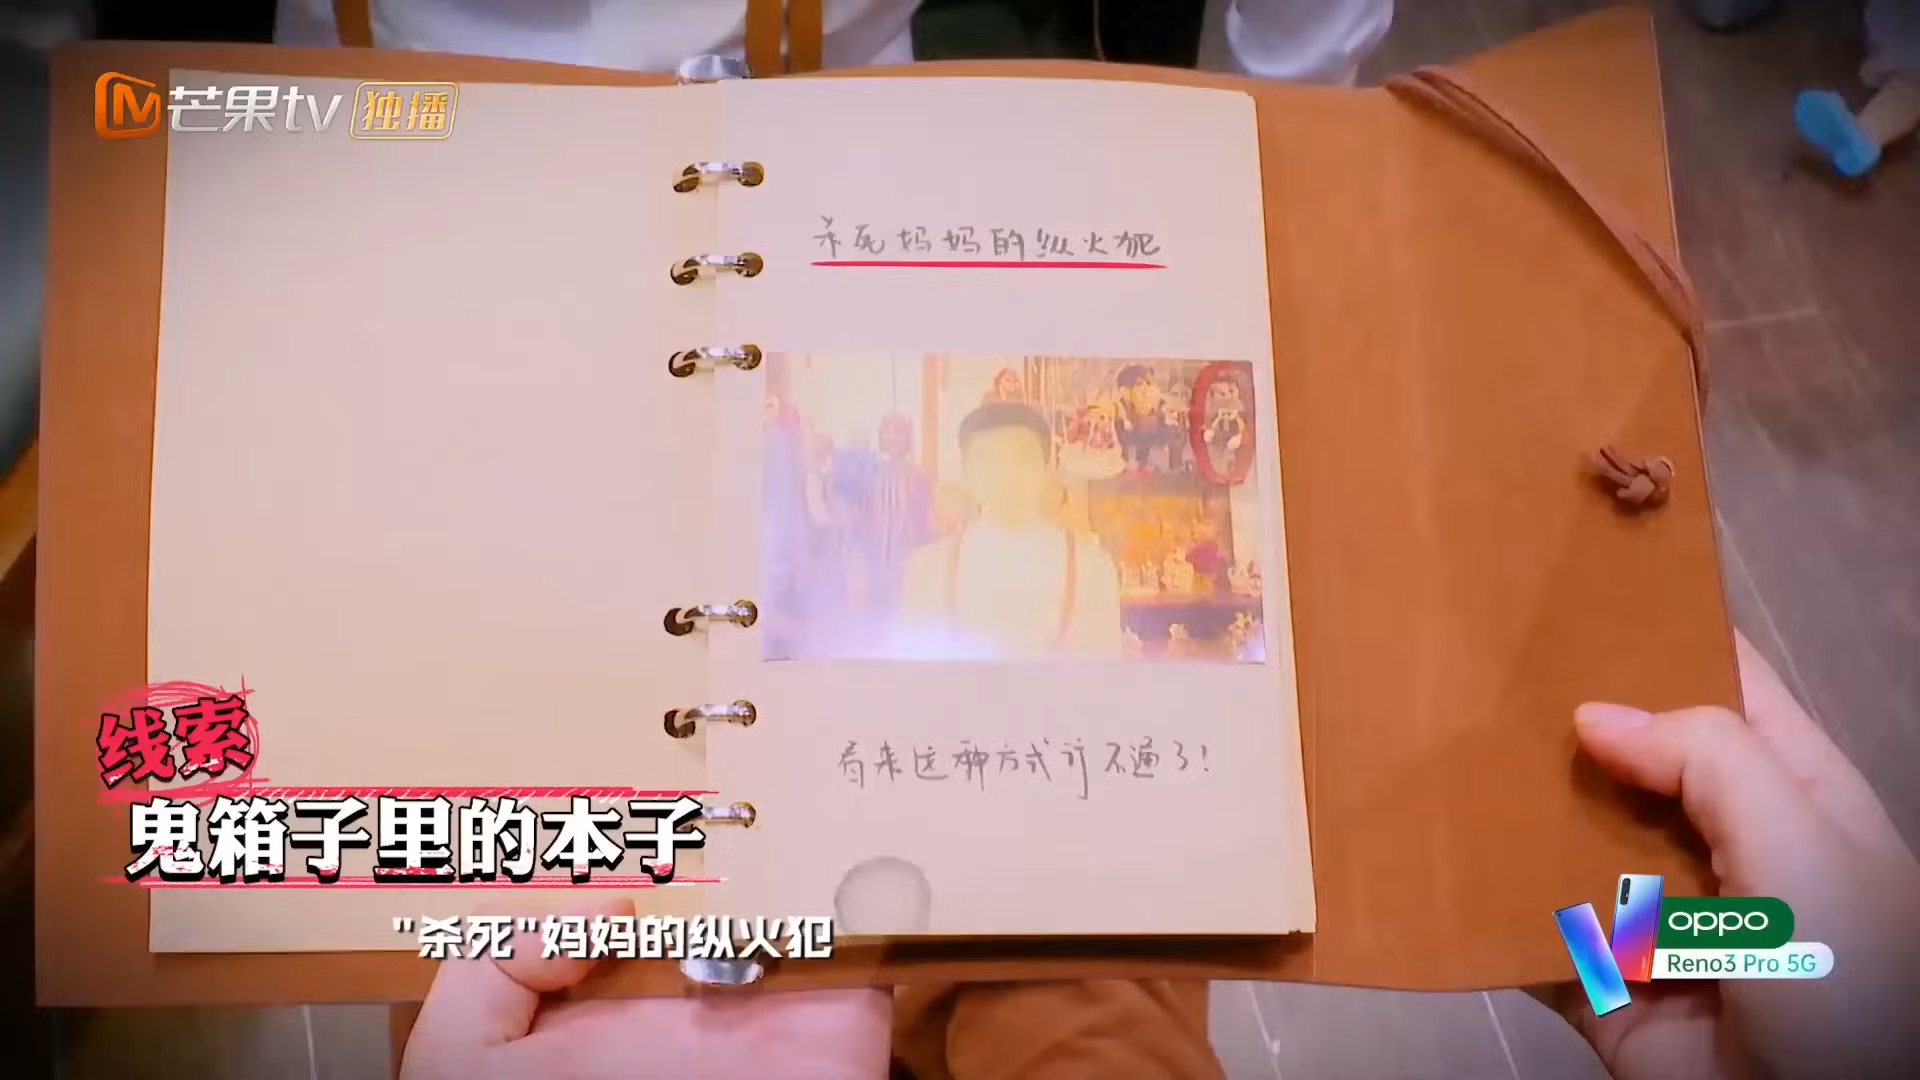 芒果tv 独播
杀死妈妈的纵火犯
看来这种方式行不通了！
线索
鬼箱子里的本子
"杀死"妈妈的纵火犯
oppo
Reno3 Pro 5G